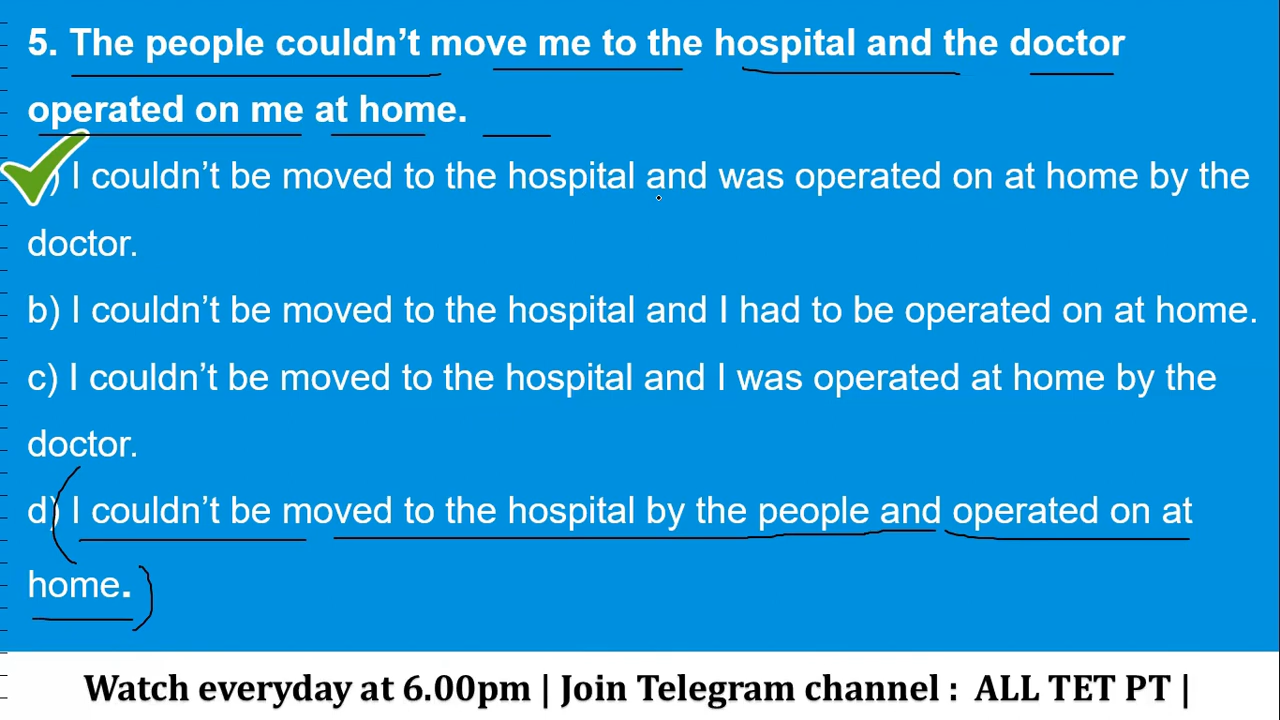 5. The people couldn’t move me to the hospital and the doctor
operated on me at home.
) I couldn’t be moved to the hospital and was operated on at home by the
doctor.
b) I couldn’t be moved to the hospital and I had to be operated on at home.
c) I couldn’t be moved to the hospital and I was operated at home by the
doctor.
d) I couldn’t be moved to the hospital by the people and operated on at
home.
Watch everyday at 6.00pm | Join Telegram channel : ALL TET PT |